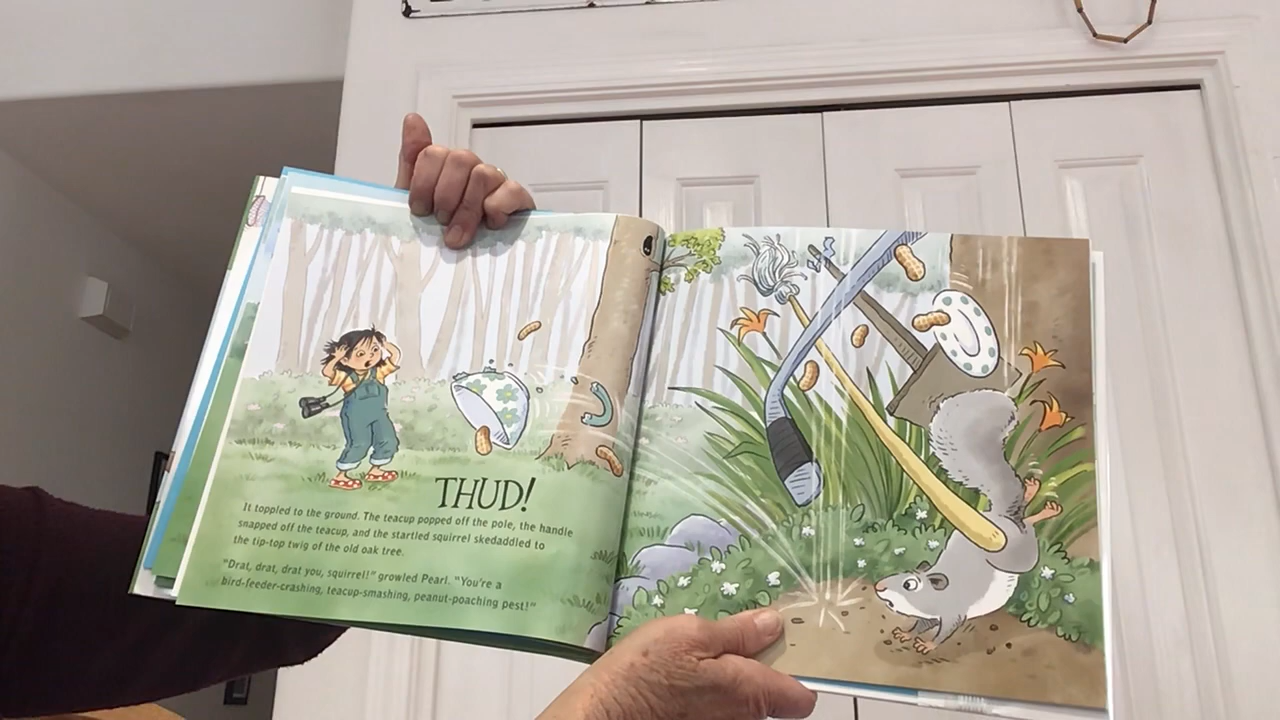 THUD!
It toppled to the ground. The teacup popped off the pole, the handle
snapped off the teacup, and the startled squirrel skedaddled to
the tip-top twig of the old oak tree.
"Drat, drat, drat you, squirrel!" growled Pearl. "You're a
bird-feeder-crashing, teacup-smashing, peanut-poaching pest!"